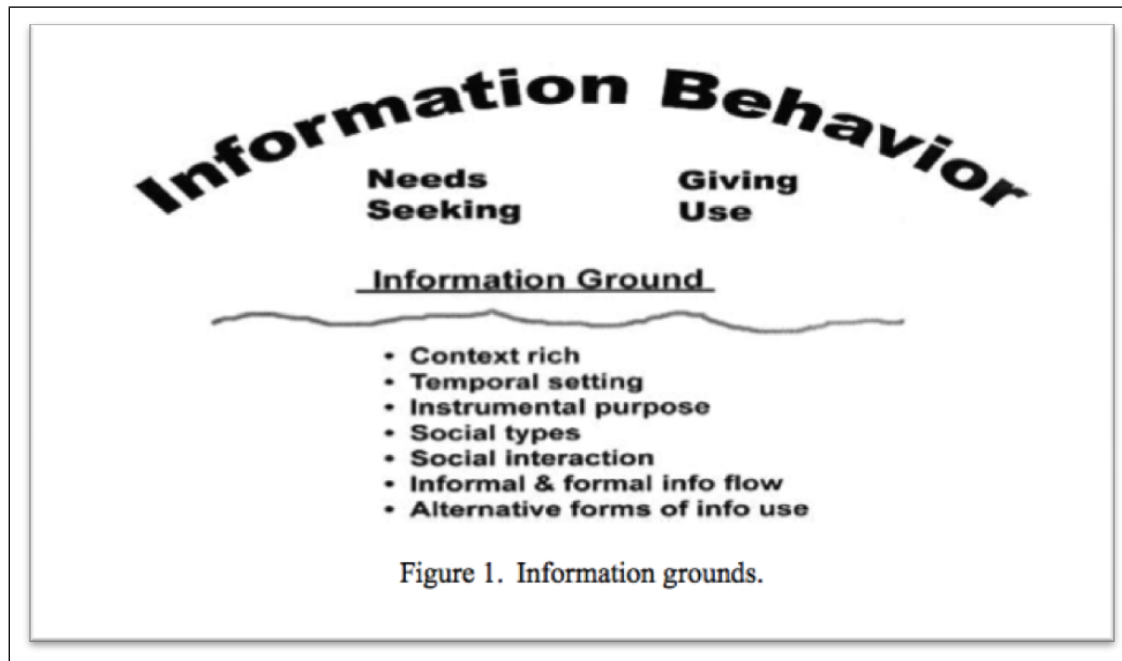 Information Behavior
Needs Giving
Seeking Use
Information Ground
• Context rich
• Temporal setting
• Instrumental purpose
• Social types
• Social interaction
• Informal & formal info flow
• Alternative forms of info use
Figure 1. Information grounds.